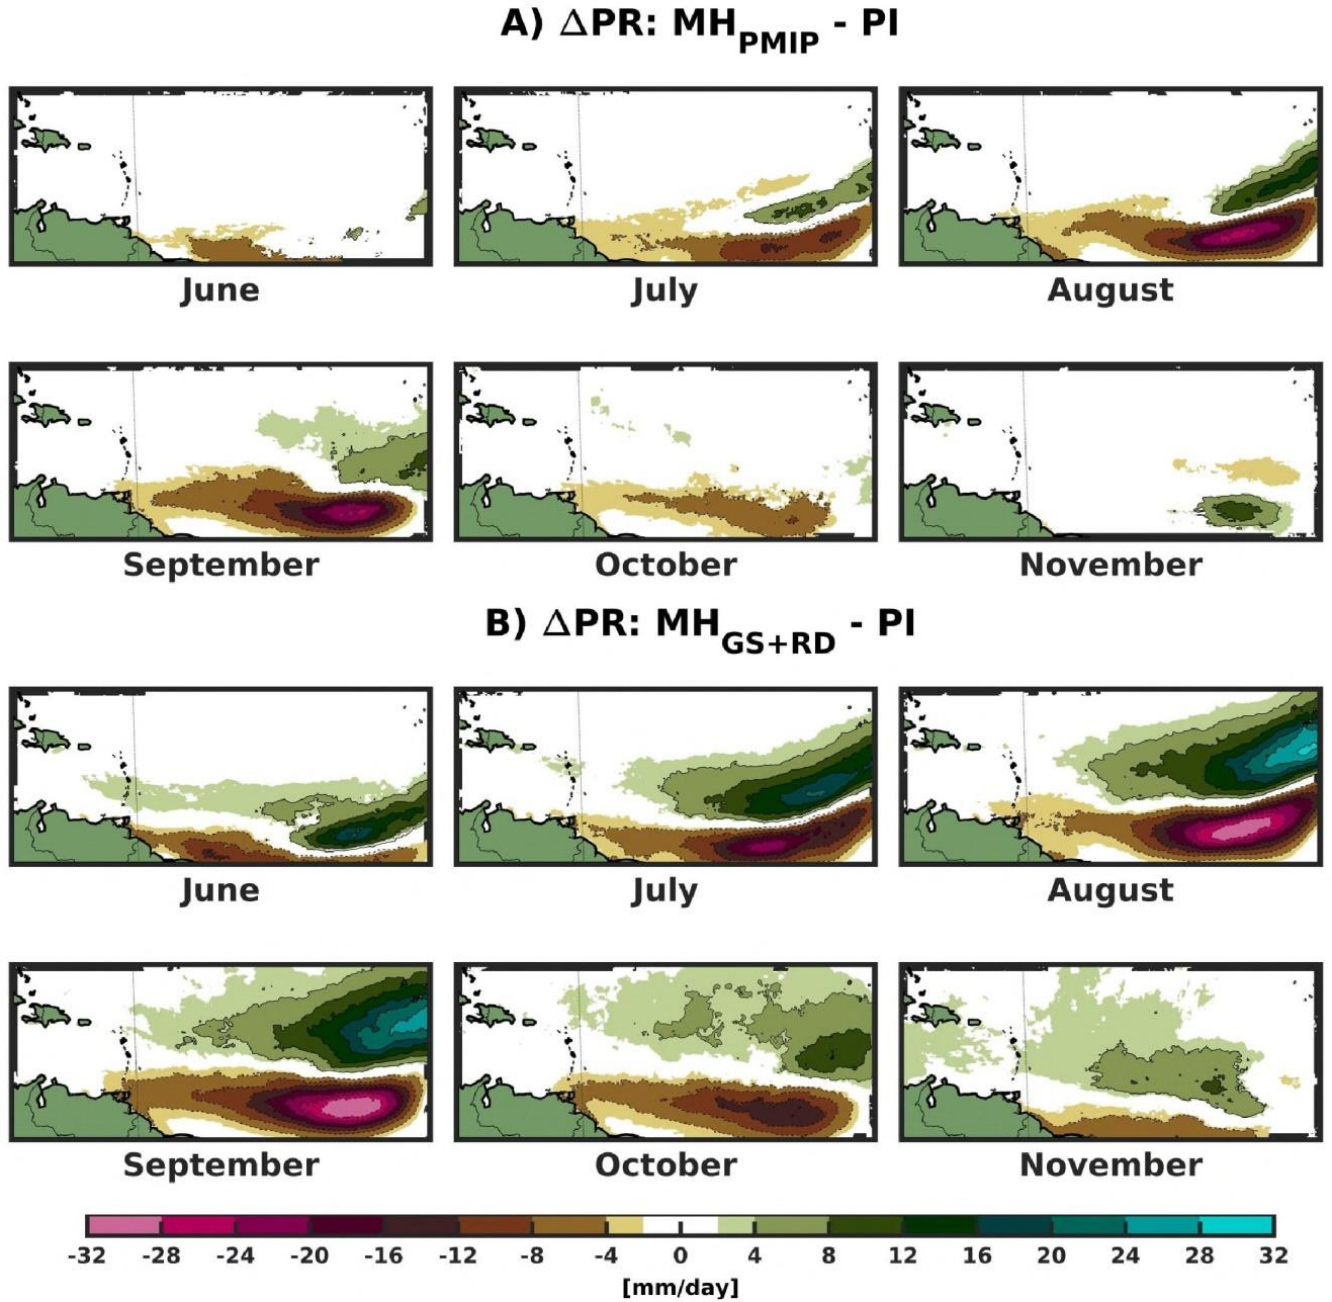 A) ΔPR: MH_PMIP - PI
June July August
September October November
B) ΔPR: MH_GS+RD - PI
June July August
September October November
-32 -28 -24 -20 -16 -12 -8 -4 0 4 8 12 16 20 24 28 32
[mm/day]